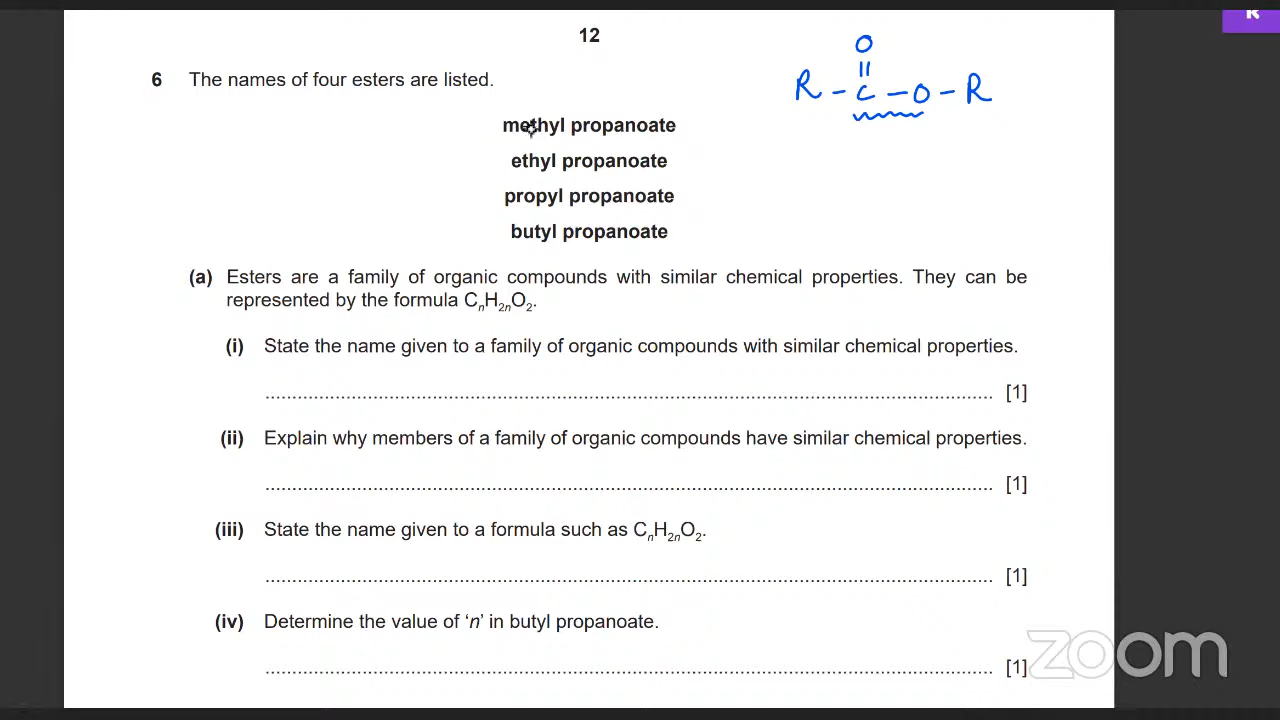 12
K
O
||
R - C - O - R
6 The names of four esters are listed.
methyl propanoate
ethyl propanoate
propyl propanoate
butyl propanoate
(a) Esters are a family of organic compounds with similar chemical properties. They can be
represented by the formula CnH2nO2.
(i) State the name given to a family of organic compounds with similar chemical properties.
[1]
(ii) Explain why members of a family of organic compounds have similar chemical properties.
[1]
(iii) State the name given to a formula such as CnH2nO2.
[1]
(iv) Determine the value of ‘n’ in butyl propanoate.
[1]
zoom